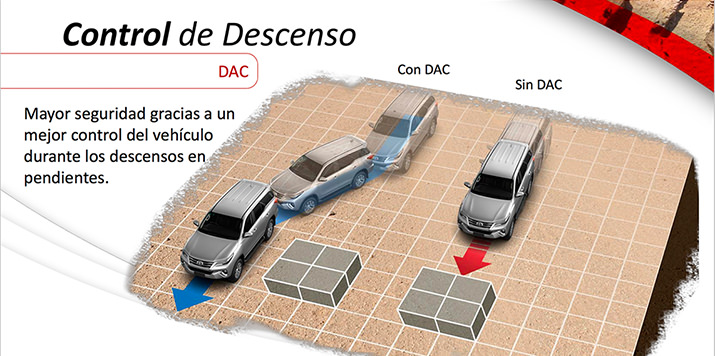 Control de Descenso
DAC
Mayor seguridad gracias a un
mejor control del vehículo
durante los descensos en
pendientes.
Con DAC
Sin DAC